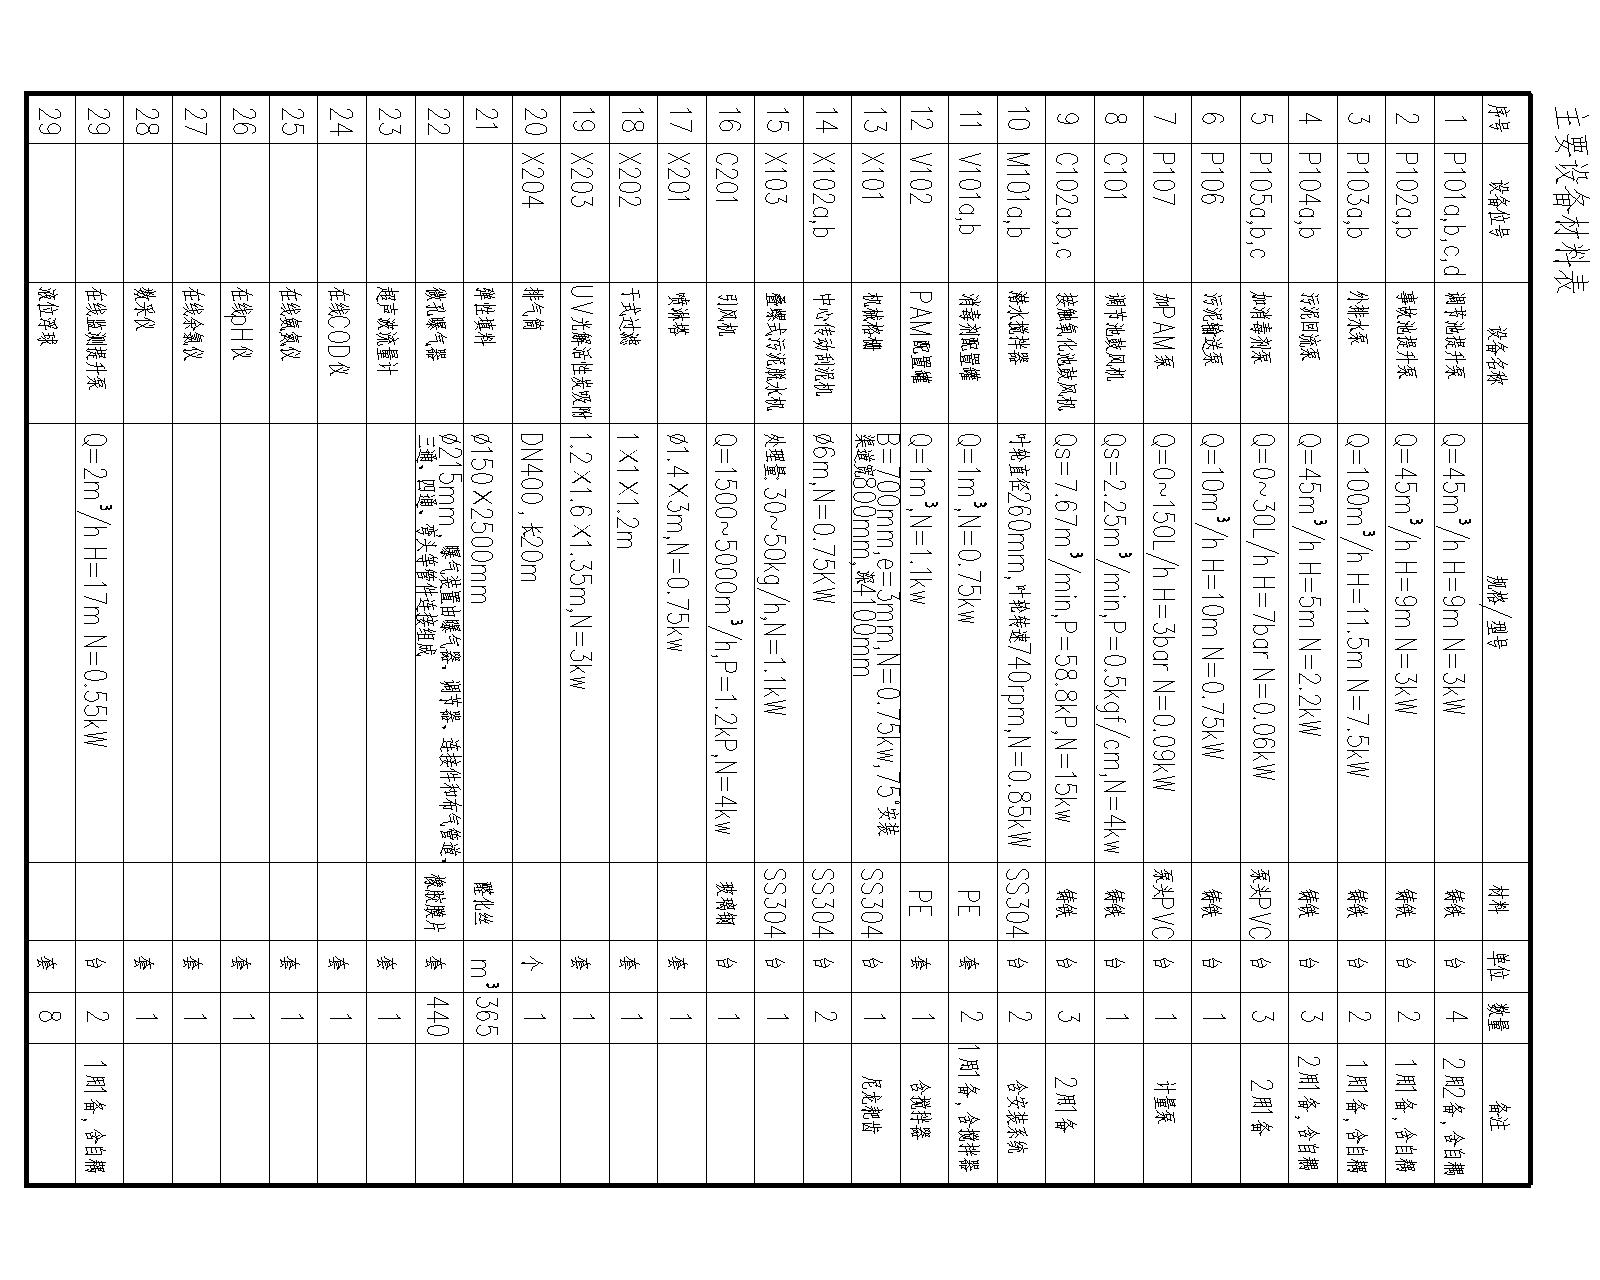 主要设备材料表
序号 设备位号 设备名称 规格/型号 材料 单位 数量 备注
1 P101a,b,c,d 调节池提升泵 Q=45m³/h H=9m N=3kW 铸铁 台 4 2用2备,含自耦
2 P102a,b 事故池提升泵 Q=45m³/h H=9m N=3kW 铸铁 台 2 1用1备,含自耦
3 P103a,b 外排水泵 Q=100m³/h H=11.5m N=7.5kW 铸铁 台 2 1用1备,含自耦
4 P104a,b 污泥回流泵 Q=45m³/h H=5m N=2.2kW 铸铁 台 3 2用1备,含自耦
5 P105a,b,c 加消毒剂泵 Q=0~30L/h H=7bar N=0.06kW 泵头PVC 台 3 2用1备
6 P106 污泥输送泵 Q=10m³/h H=10m N=0.75kW 铸铁 台 1
7 P107 加PAM泵 Q=0~150L/h H=3bar N=0.09kW 泵头PVC 台 1 计量泵
8 C101 调节池鼓风机 Qs=2.25m³/min,P=0.5kgf/cm,N=4kw 铸铁 台 1
9 C102a,b,c 接触氧化池鼓风机 Qs=7.67m³/min,P=58.8kP,N=15kw 铸铁 台 3 2用1备
10 M101a,b 潜水搅拌器 叶轮直径260mm,叶轮转速740rpm,N=0.85kW SS304 台 2 含安装系统
11 V101a,b 消毒剂配置罐 Q=1m³,N=0.75kw PE 套 2 1用1备,含搅拌器
12 V102 PAM配置罐 Q=1m³,N=1.1kw PE 套 1 含搅拌器
13 X101 机械格栅 B=700mm,e=3mm,N=0.75kw,75°安装 SS304 台 1 尼龙耙齿
渠道宽800mm,深4100mm
14 X102a,b 中心传动刮泥机 ø6m,N=0.75kW SS304 台 2
15 X103 叠螺式污泥脱水机 处理量:30~50kg/h,N=1.1kW SS304 台 1
16 C201 引风机 Q=1500~5000m³/h,P=1.2kP,N=4kw 玻璃钢 台 1
17 X201 喷淋塔 ø1.4×3m,N=0.75kw 套 1
18 X202 干式过滤 1×1×1.2m 套 1
19 X203 UV光解活性炭吸附 1.2×1.6×1.35m,N=3kw 套 1
20 X204 排气筒 DN400,长20m 个 1
21 弹性填料 ø150×2500mm 醛化丝 m³ 365
22 微孔曝气器 ø215mm,曝气装置由曝气器、调节器、连接件和布气管道、 橡胶膜片 套 440
三通、四通、弯头等管件连接组成
23 超声波流量计 套 1
24 在线COD仪 套 1
25 在线氨氮仪 套 1
26 在线pH仪 套 1
27 在线余氯仪 套 1
28 数采仪 套 1
29 在线监测提升泵 Q=2m³/h H=17m N=0.55kW 台 2 1用1备,含自耦
29 液位浮球 套 8